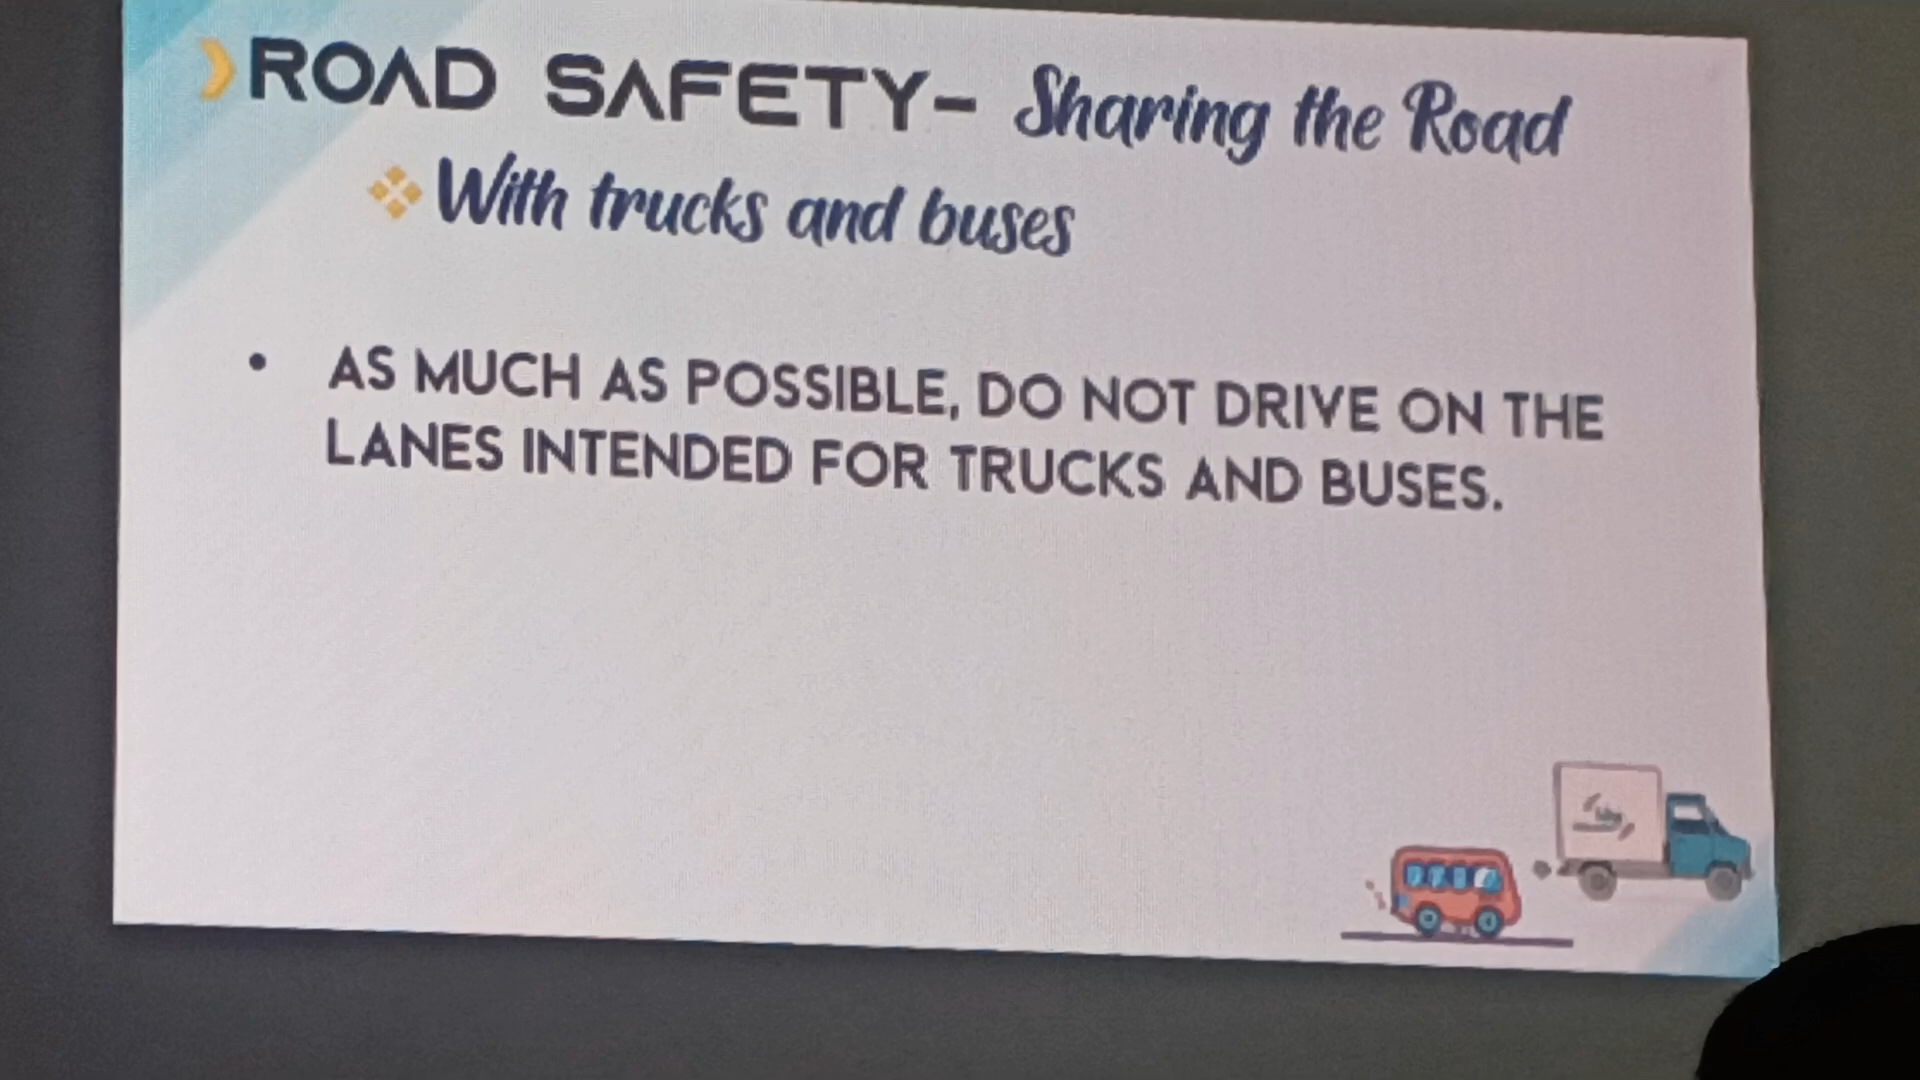 ROAD SAFETY- Sharing the Road
With trucks and buses
• AS MUCH AS POSSIBLE, DO NOT DRIVE ON THE
LANES INTENDED FOR TRUCKS AND BUSES.